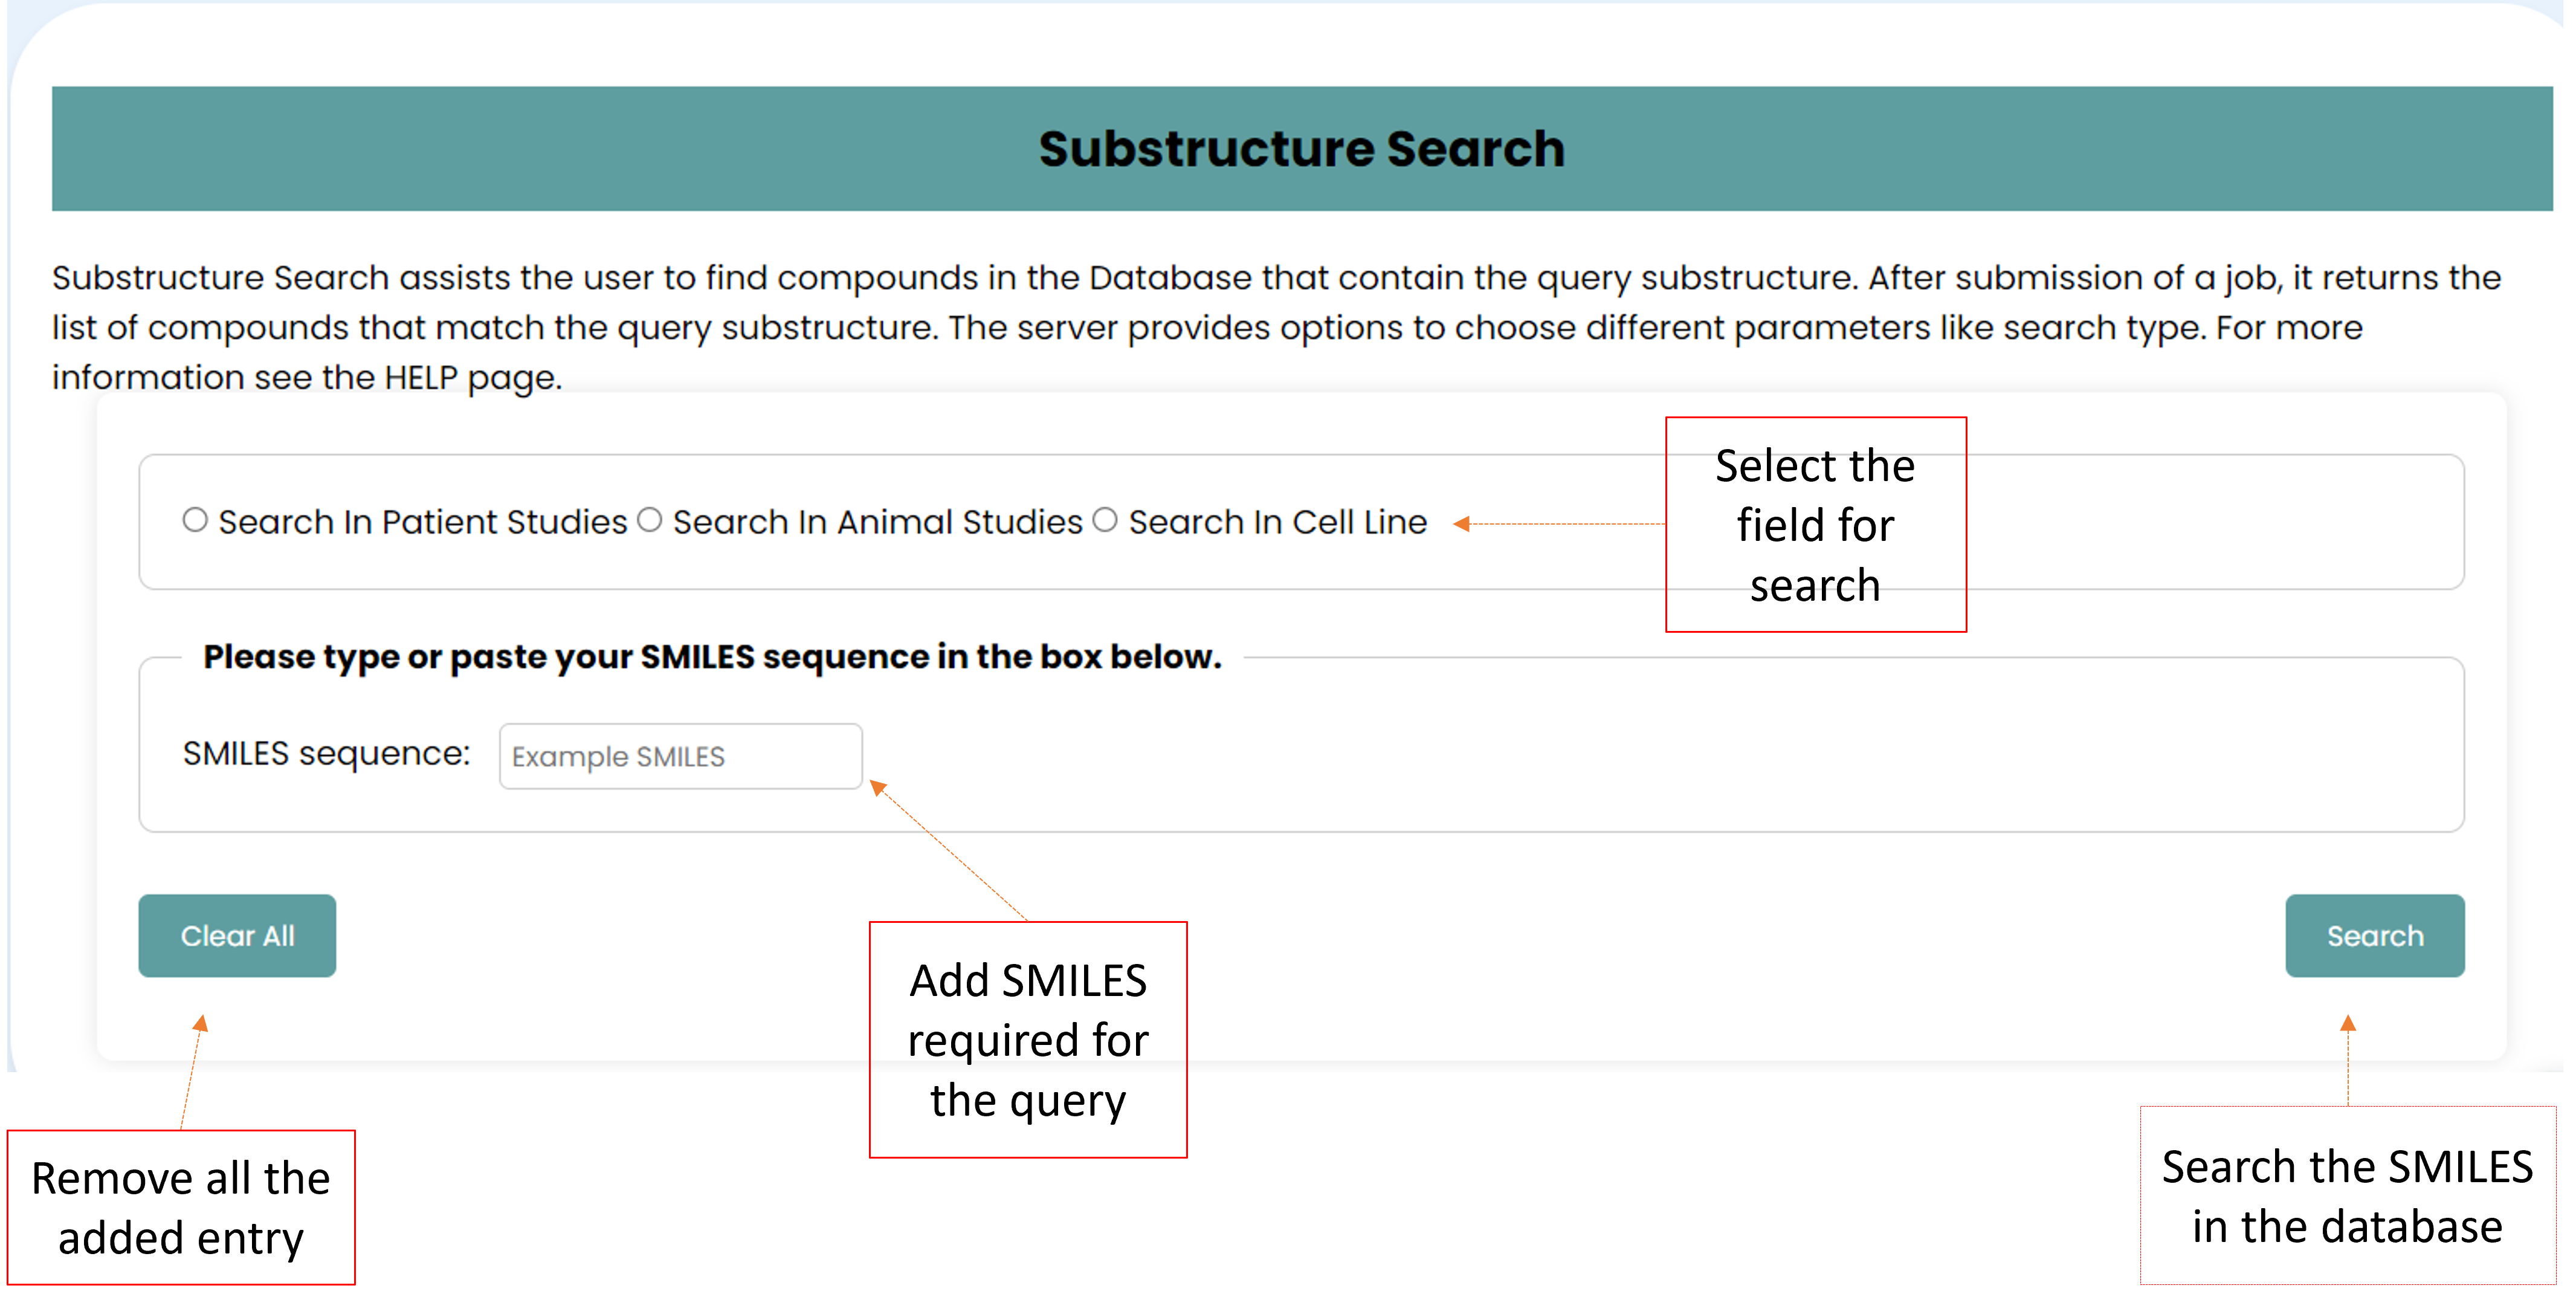 Substructure Search
Substructure Search assists the user to find compounds in the Database that contain the query substructure. After submission of a job, it returns the
list of compounds that match the query substructure. The server provides options to choose different parameters like search type. For more
information see the HELP page.
Search In Patient Studies Search In Animal Studies Search In Cell Line
Select the
field for
search
Please type or paste your SMILES sequence in the box below.
SMILES sequence: Example SMILES
Clear All
Search
Add SMILES
required for
the query
Remove all the
added entry
Search the SMILES
in the database